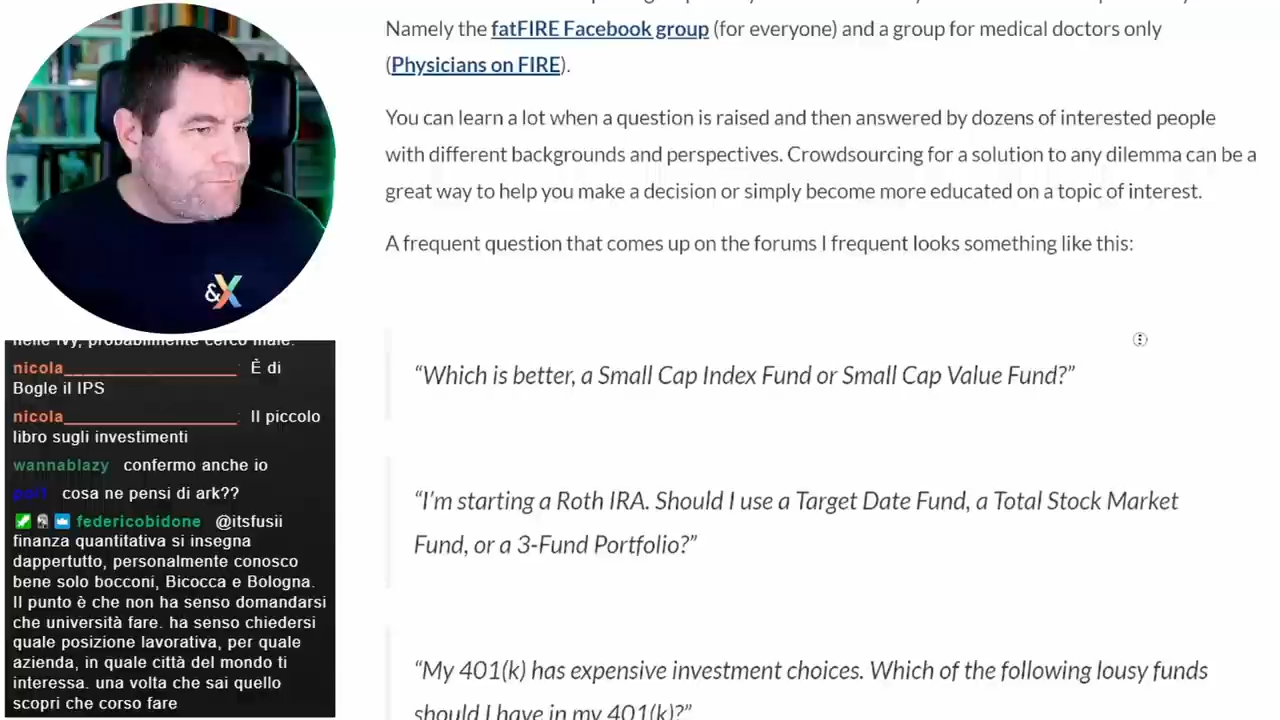 Namely the fatFIRE Facebook group (for everyone) and a group for medical doctors only
(Physicians on FIRE).
You can learn a lot when a question is raised and then answered by dozens of interested people
with different backgrounds and perspectives. Crowdsourcing for a solution to any dilemma can be a
great way to help you make a decision or simply become more educated on a topic of interest.
A frequent question that comes up on the forums I frequent looks something like this:
“Which is better, a Small Cap Index Fund or Small Cap Value Fund?”
“I’m starting a Roth IRA. Should I use a Target Date Fund, a Total Stock Market
Fund, or a 3-Fund Portfolio?”
“My 401(k) has expensive investment choices. Which of the following lousy funds
should I have in my 401(k)?”
&X
nelle Ivy, probabilmente cerco male.
nicola__________________: È di
Bogle il IPS
nicola__________________: Il piccolo
libro sugli investimenti
wannablazy confermo anche io
cosa ne pensi di ark??
federicobidone @itsfusii
finanza quantitativa si insegna
dappertutto, personalmente conosco
bene solo bocconi, Bicocca e Bologna.
Il punto è che non ha senso domandarsi
che università fare. ha senso chiedersi
quale posizione lavorativa, per quale
azienda, in quale città del mondo ti
interessa. una volta che sai quello
scopri che corso fare